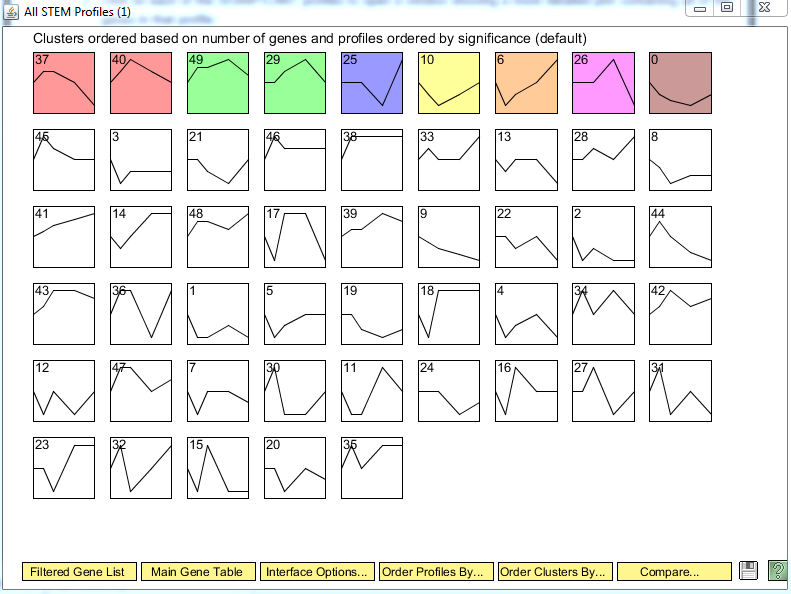 All STEM Profiles (1)
Clusters ordered based on number of genes and profiles ordered by significance (default)
37 40 49 29 25 10 6 26 0
45 3 21 46 38 33 13 28 8
41 14 48 17 39 9 22 2 44
43 36 1 5 19 18 4 34 42
12 47 7 30 11 24 16 27 31
23 32 15 20 35
Filtered Gene List Main Gene Table Interface Options... Order Profiles By... Order Clusters By... Compare... ?